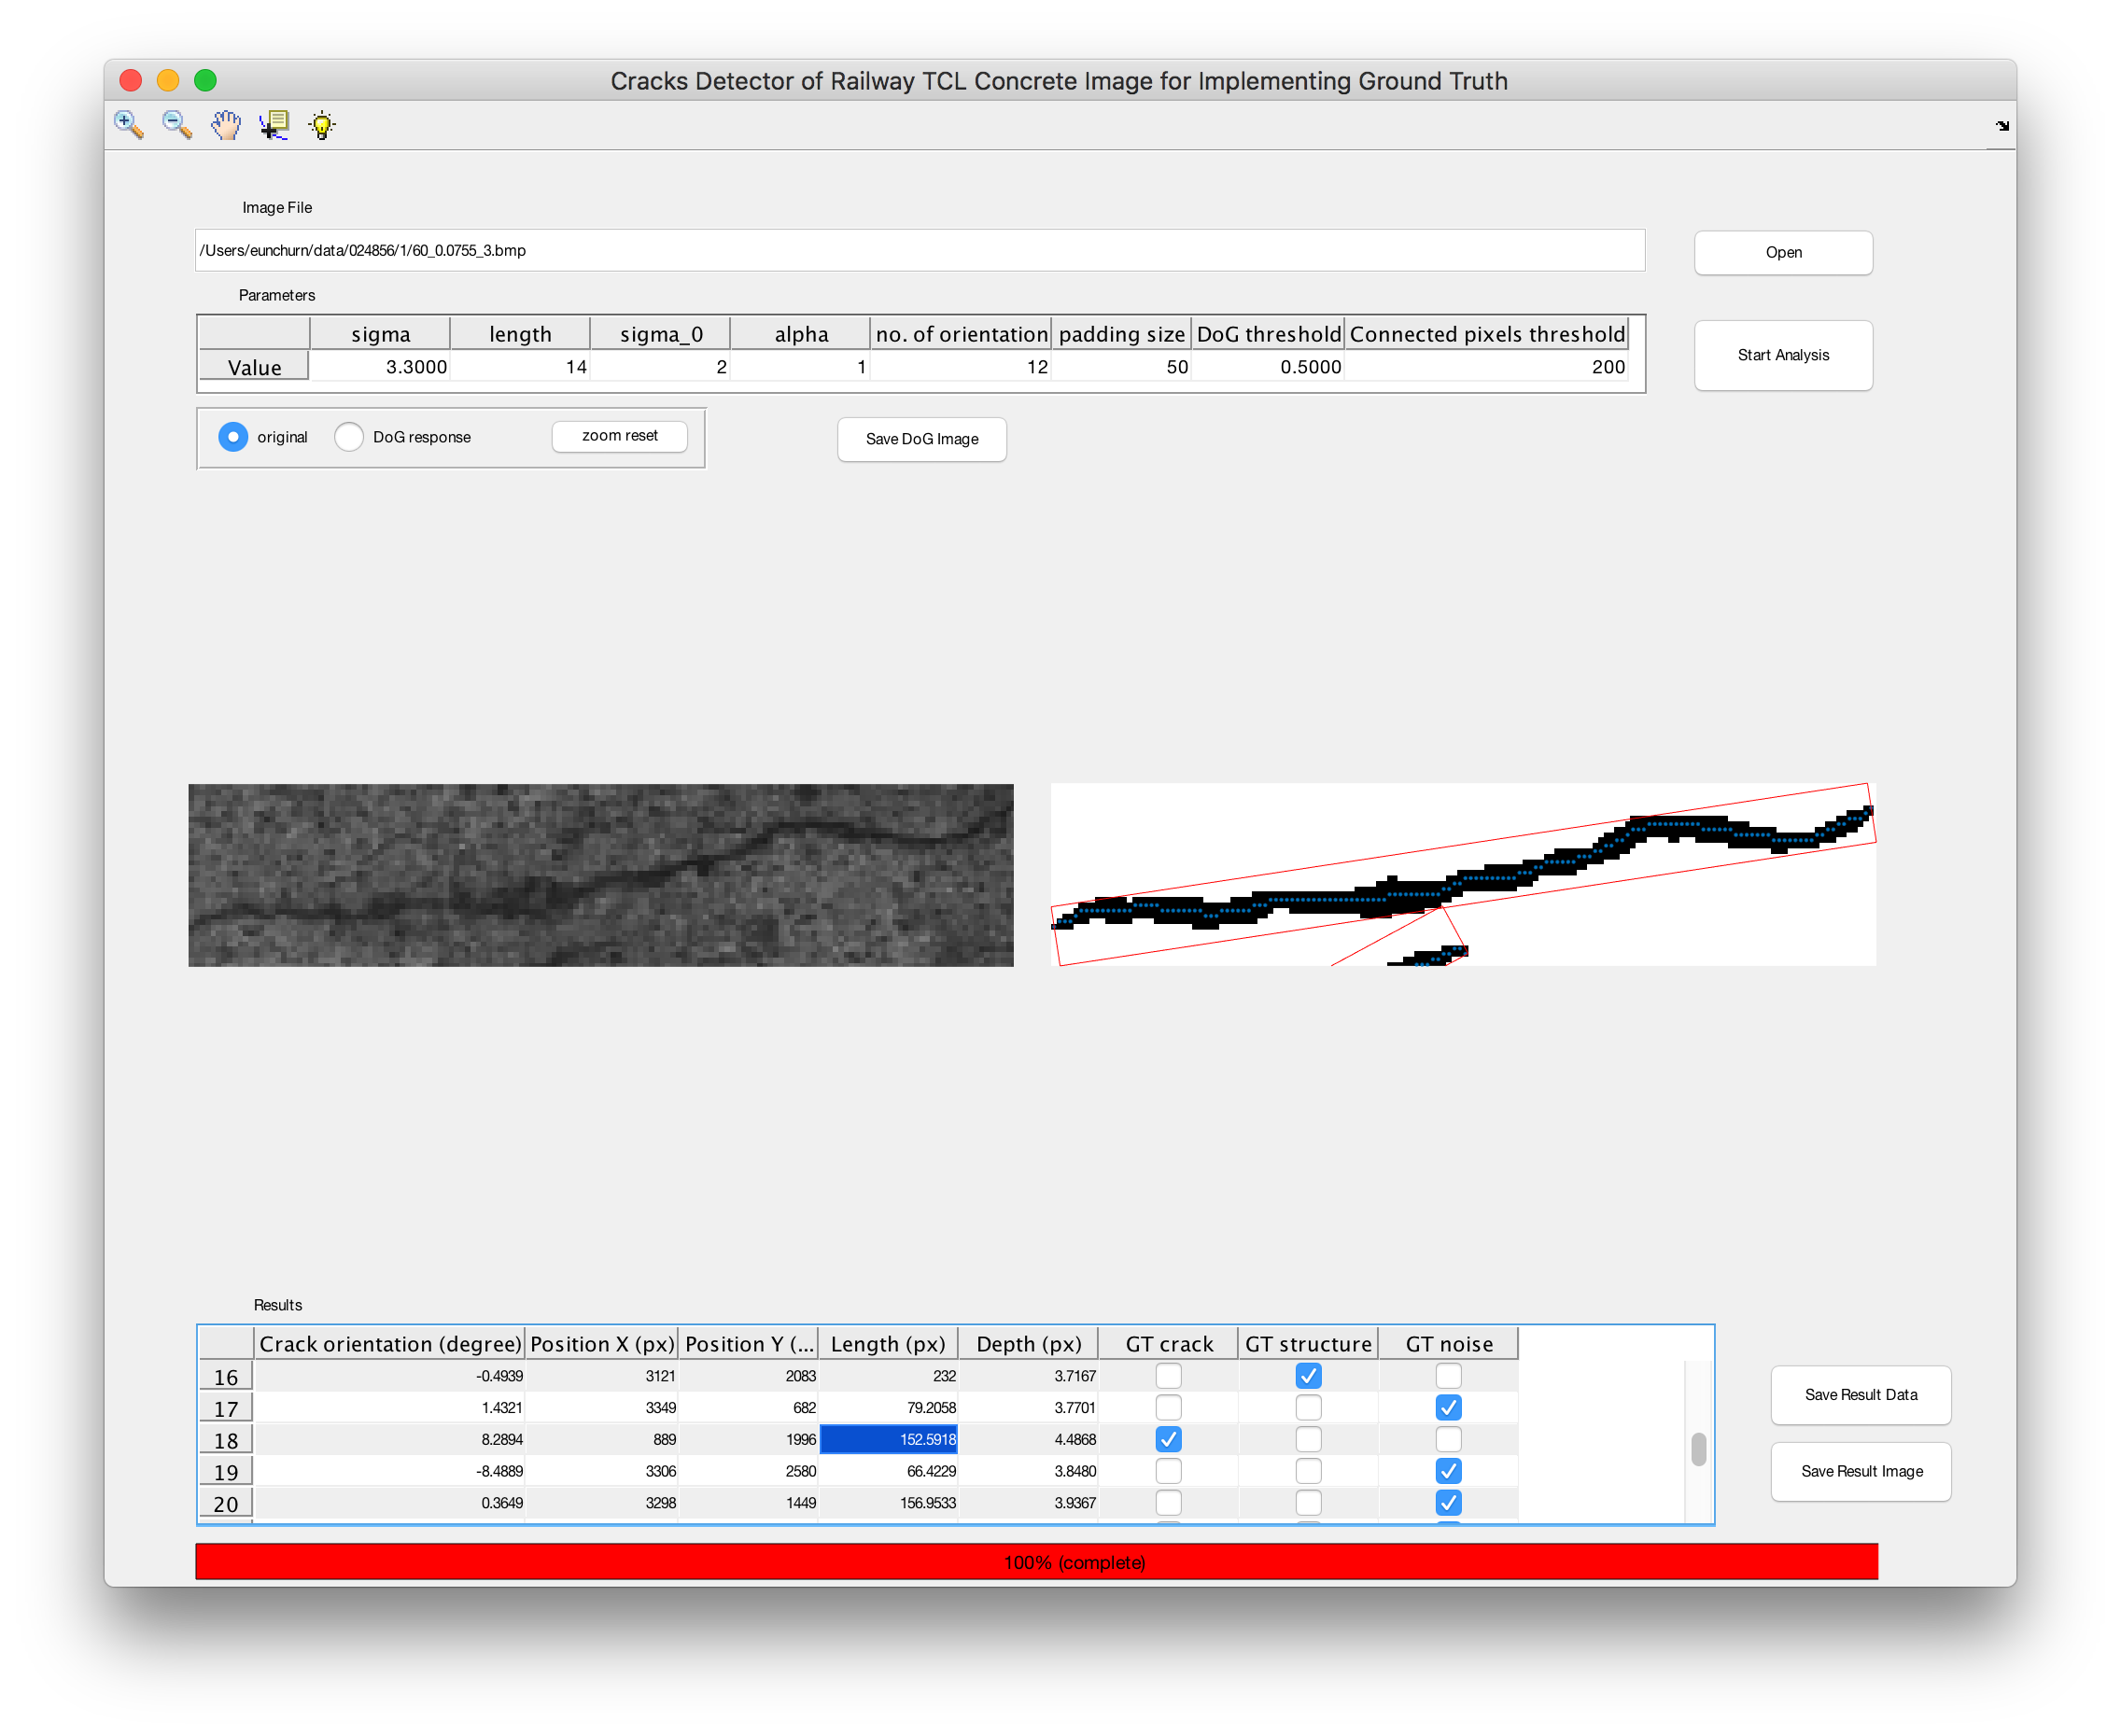 Cracks Detector of Railway TCL Concrete Image for Implementing Ground Truth
Image File
/Users/eunchurn/data/024856/1/60_0.0755_3.bmp
Open
Parameters
sigma length sigma_0 alpha no. of orientation padding size DoG threshold Connected pixels threshold
Value 3.3000 14 2 1 12 50 0.5000 200
Start Analysis
original DoG response zoom reset Save DoG Image
Results
Crack orientation (degree) Position X (px) Position Y (... Length (px) Depth (px) GT crack GT structure GT noise
16 -0.4939 3121 2083 232 3.7167
17 1.4321 3349 682 79.2058 3.7701
18 8.2894 889 1996 152.5918 4.4868
19 -8.4889 3306 2580 66.4229 3.8480
20 0.3649 3298 1449 156.9533 3.9367
Save Result Data
Save Result Image
100% (complete)